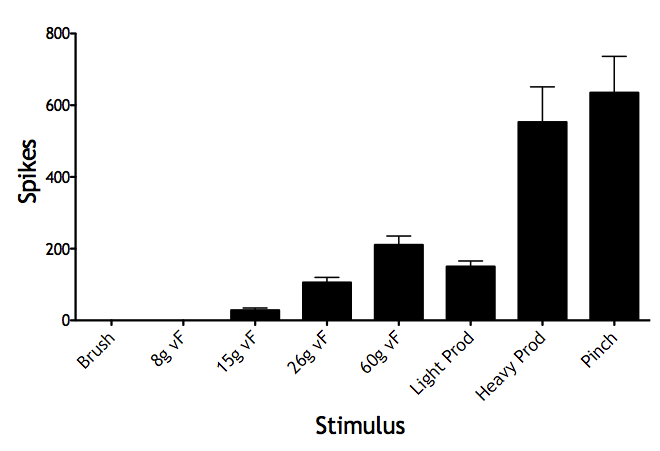 800
600
400
200
0
Spikes
Brush
8g vF
15g vF
26g vF
60g vF
Light Prod
Heavy Prod
Pinch
Stimulus